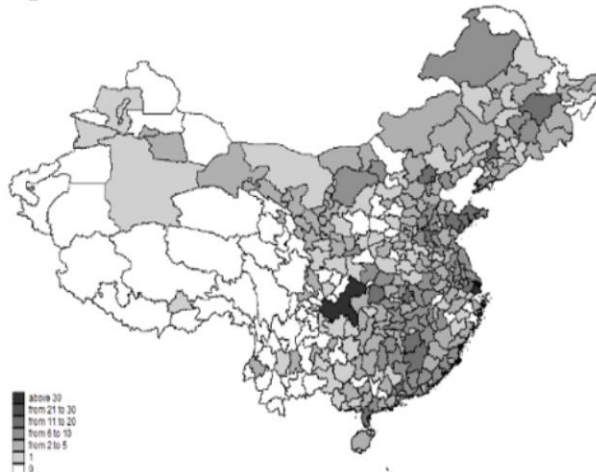 above 30
from 21 to 30
from 11 to 20
from 6 to 10
from 2 to 5
1
0